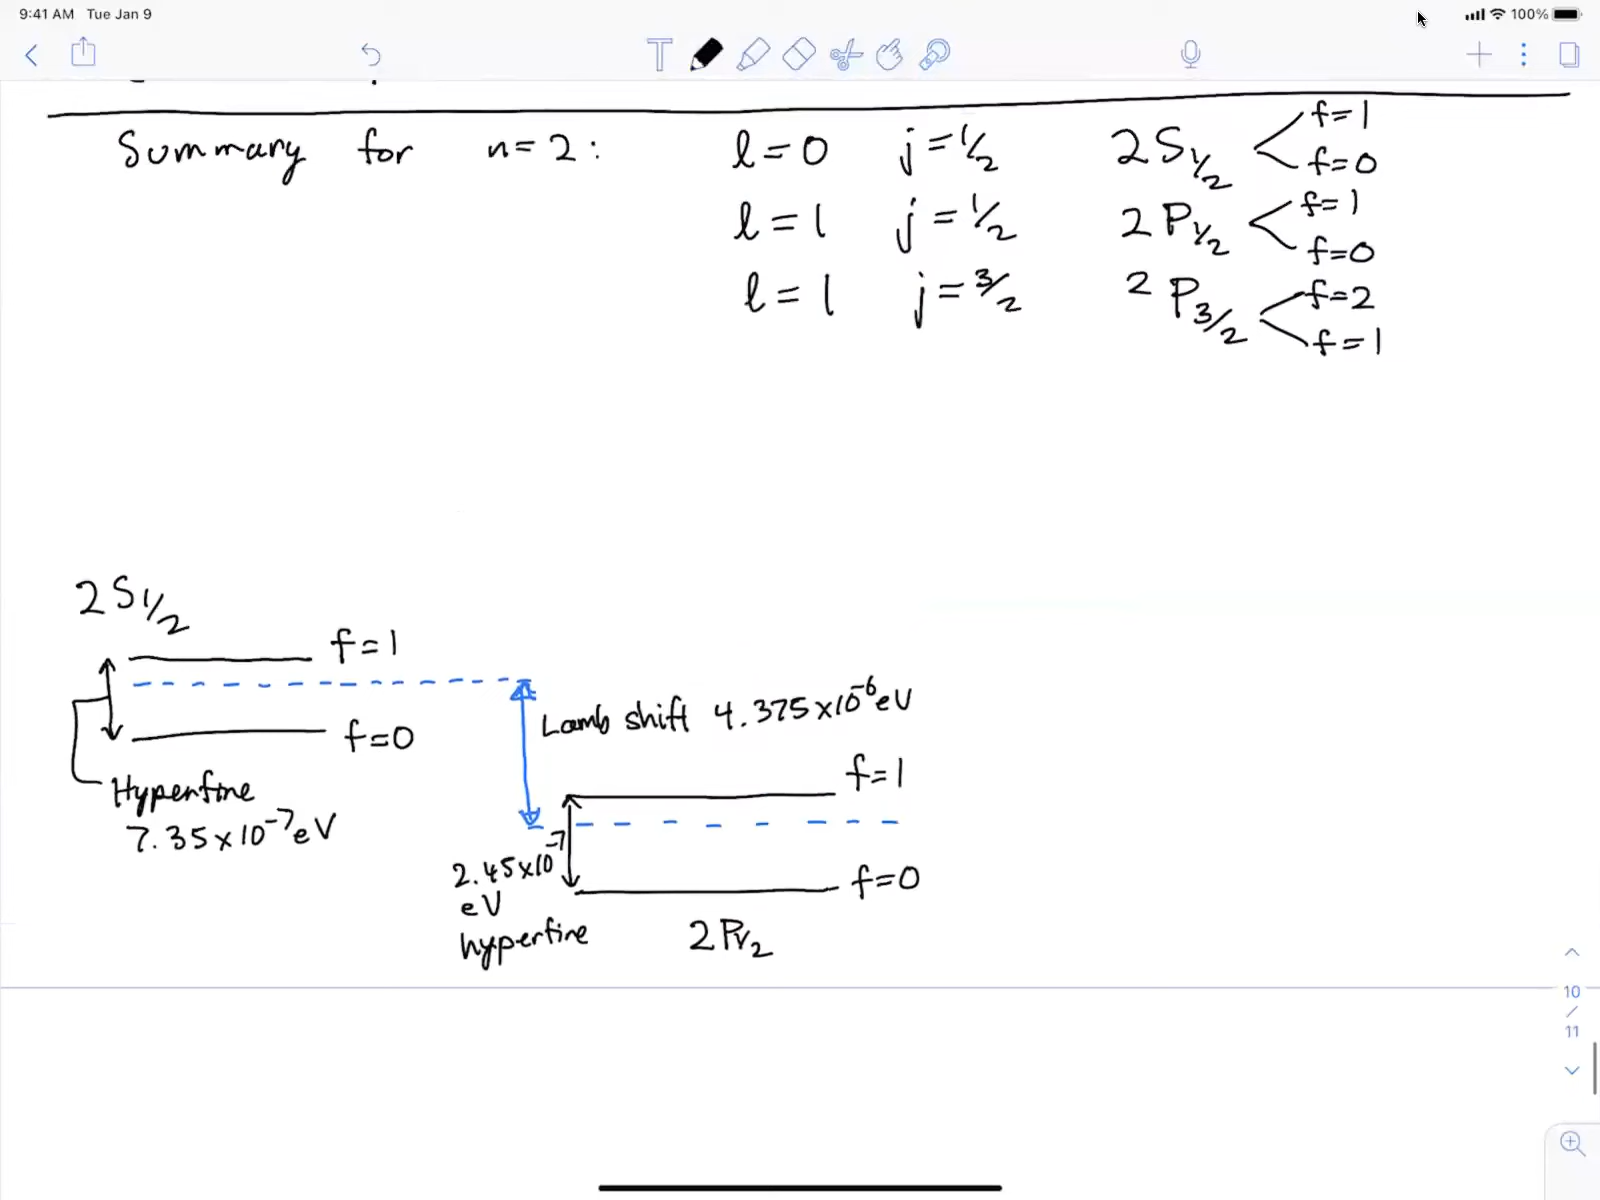 9:41 AM Tue Jan 9
100%
Summary for n=2: l=0 j=1/2 2S1/2 f=1
f=0
l=1 j=1/2 2P1/2 f=1
f=0
l=1 j=3/2 2P3/2 f=2
f=1
2S1/2
f=1
f=0
Hyperfine
7.35x10^-7 eV
Lamb shift 4.375x10^-6 eV
f=1
f=0
2.45x10^-7
eV
hyperfine
2P1/2
10
/
11